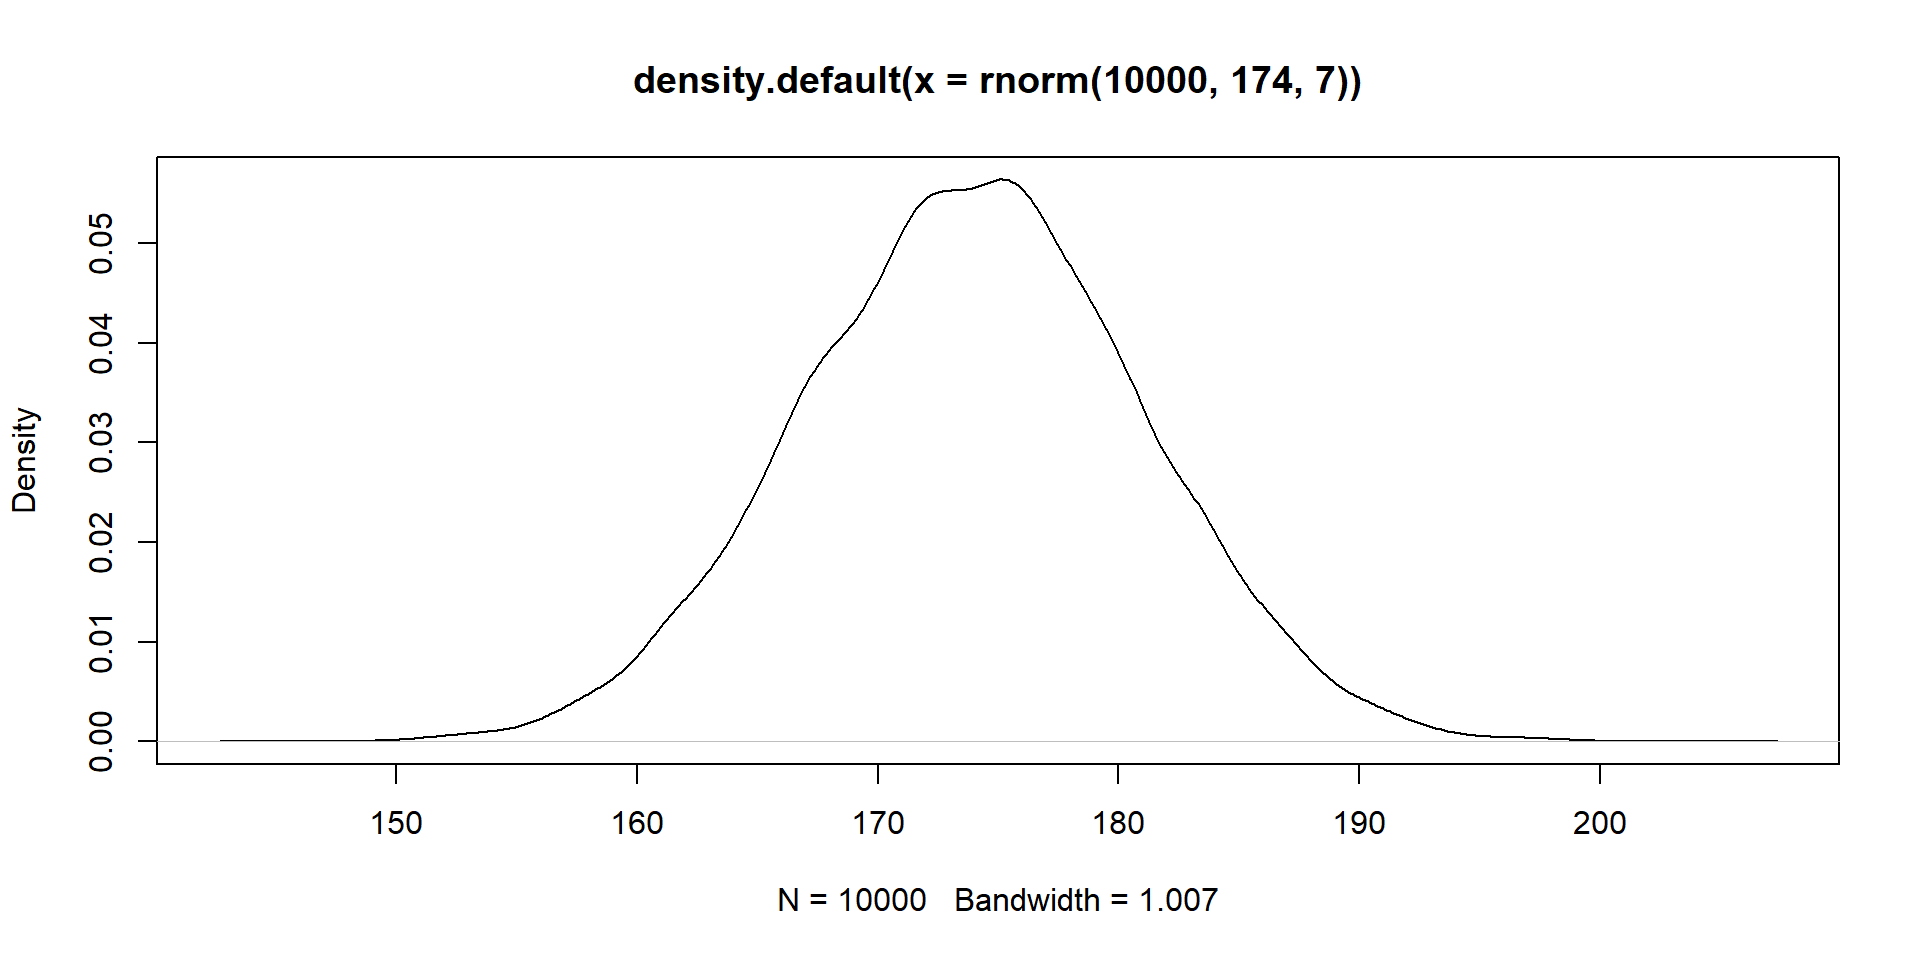 density.default(x = rnorm(10000, 174, 7))
Density
0.05
0.04
0.03
0.02
0.01
0.00
150 160 170 180 190 200
N = 10000 Bandwidth = 1.007